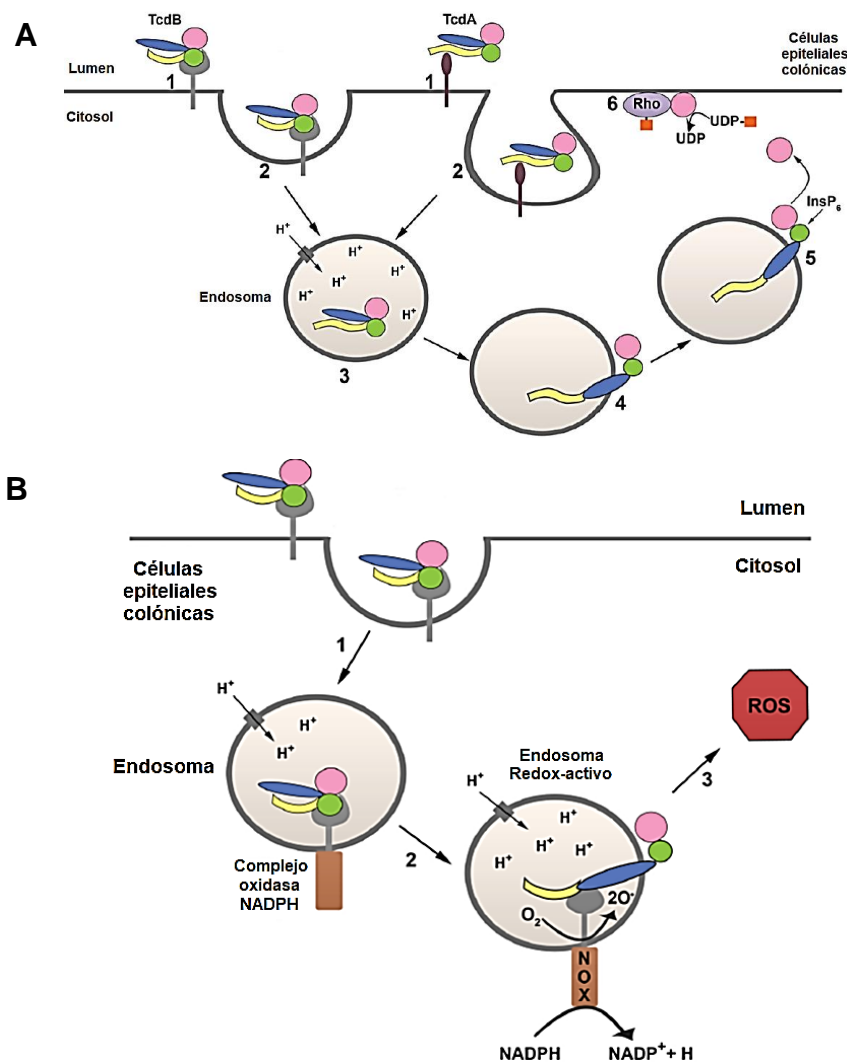 A
TcdB
TcdA
Células
epiteliales
colónicas
Lumen
1
1
Citosol
6
Rho
UDP-
UDP
2
2
InsP₆
5
H⁺
H⁺
H⁺
H⁺
H⁺
H⁺
Endosoma
3
4
B
Lumen
Células
epiteliales
colónicas
Citosol
1
H⁺
H⁺
H⁺
Endosoma
ROS
Endosoma
Redox-activo
3
H⁺
H⁺
H⁺
H⁺
H⁺
2
Complejo
oxidasa
NADPH
O₂
2O⁻
NOX
NADPH
NADP⁺+ H